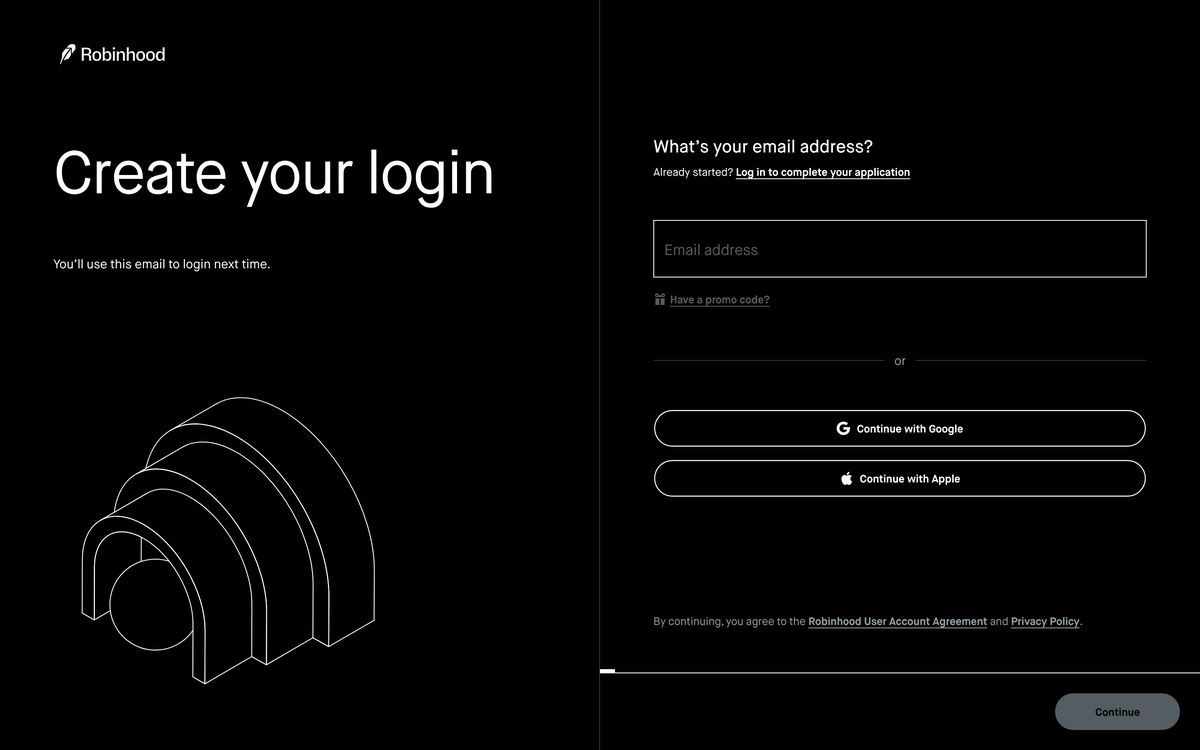 Robinhood
Create your login
You’ll use this email to login next time.
What’s your email address?
Already started? Log in to complete your application
Email address
Have a promo code?
or
Continue with Google
Continue with Apple
By continuing, you agree to the Robinhood User Account Agreement and Privacy Policy.
Continue